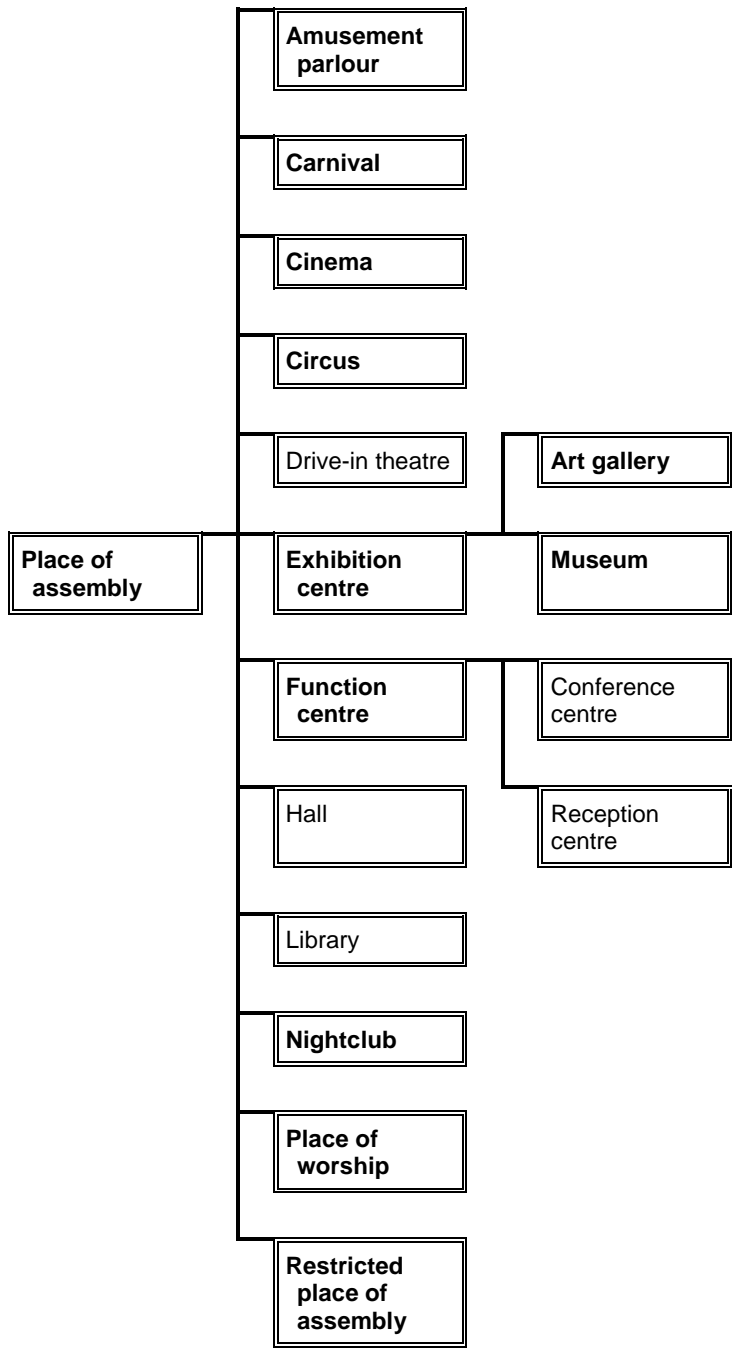 Amusement
parlour
Carnival
Cinema
Circus
Drive-in theatre
Art gallery
Place of
assembly
Exhibition
centre
Museum
Function
centre
Conference
centre
Hall
Reception
centre
Library
Nightclub
Place of
worship
Restricted
place of
assembly